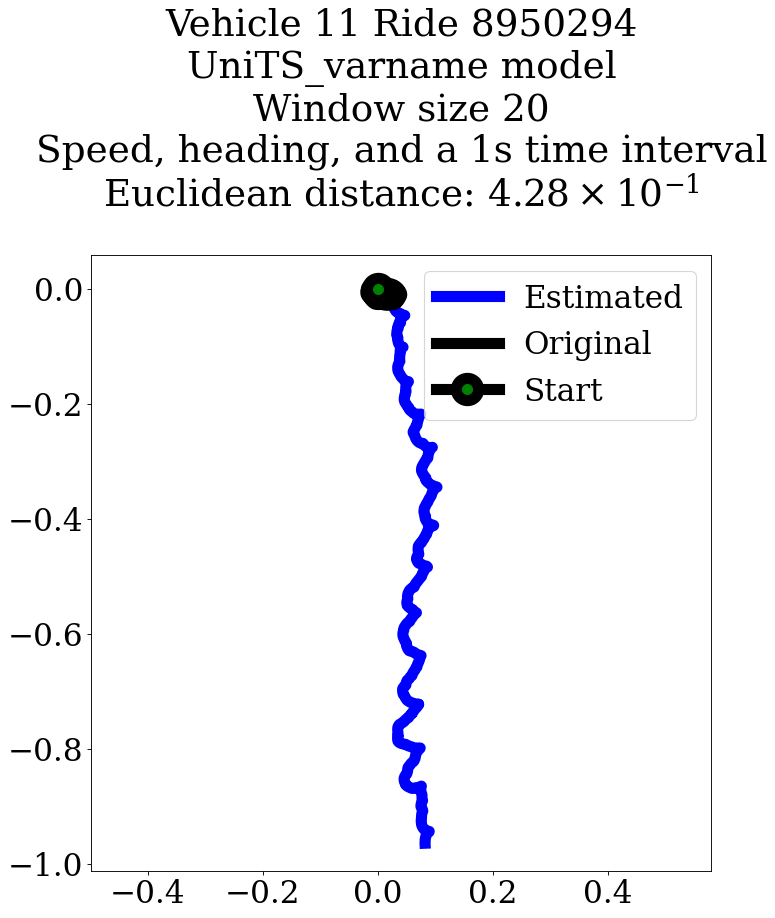 Vehicle 11 Ride 8950294
UniTS_varname model
Window size 20
Speed, heading, and a 1s time interval
Euclidean distance: 4.28 × 10⁻¹
Estimated
Original
Start
0.0
−0.2
−0.4
−0.6
−0.8
−1.0
−0.4 −0.2 0.0 0.2 0.4